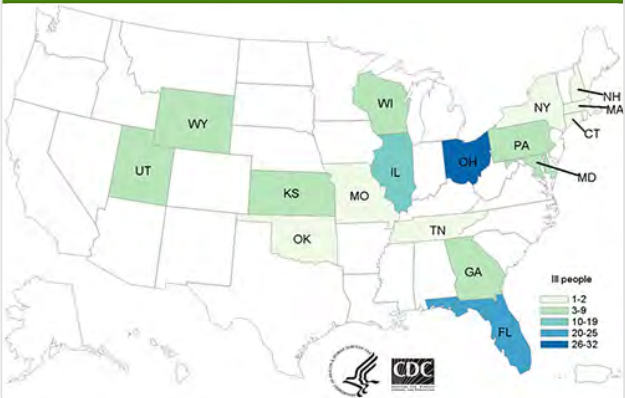 WI
NH
NY
MA
WY
CT
PA
OH
IL
UT
MD
KS
MO
TN
OK
GA
Ill people
1-2
3-9
10-19
20-25
26-32
FL
CDC